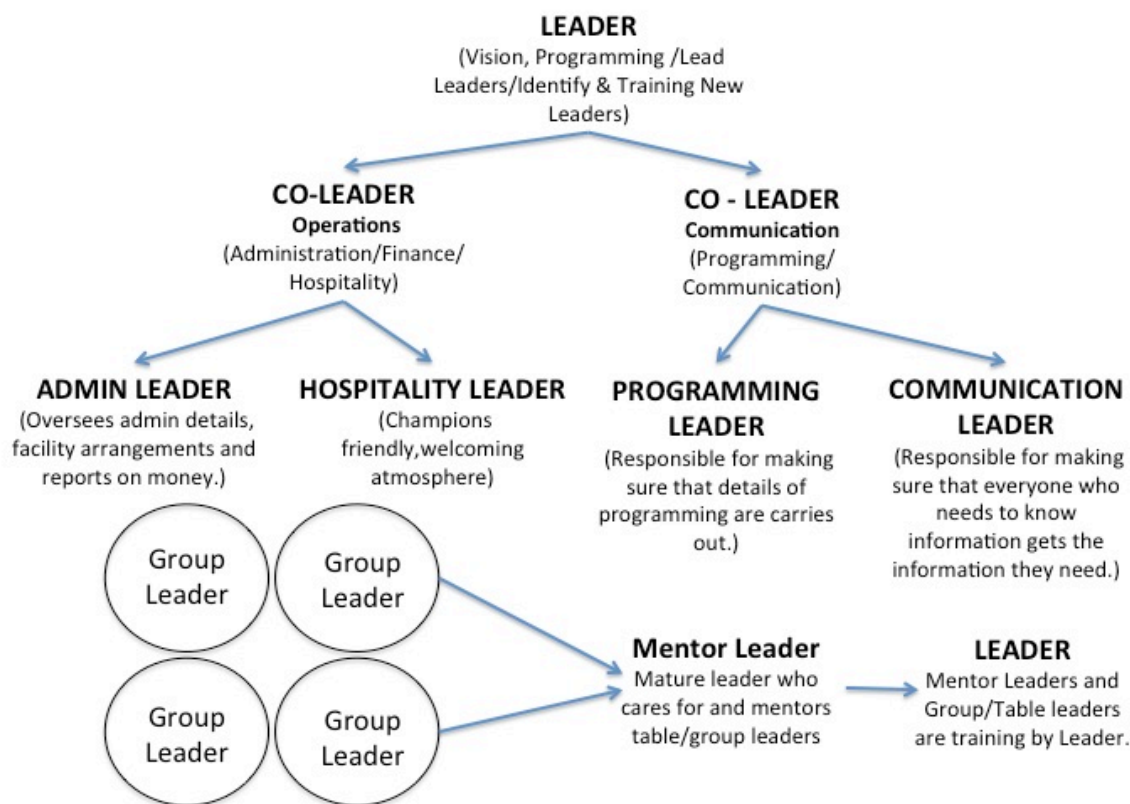 LEADER
(Vision, Programming /Lead
Leaders/Identify & Training New
Leaders)
CO-LEADER
Operations
(Administration/Finance/
Hospitality)
CO - LEADER
Communication
(Programming/
Communication)
ADMIN LEADER
(Oversees admin details,
facility arrangements and
reports on money.)
HOSPITALITY LEADER
(Champions
friendly,welcoming
atmosphere)
PROGRAMMING
LEADER
(Responsible for making
sure that details of
programming are carries
out.)
COMMUNICATION
LEADER
(Responsible for making
sure that everyone who
needs to know
information gets the
information they need.)
Group
Leader
Group
Leader
Group
Leader
Group
Leader
Mentor Leader
Mature leader who
cares for and mentors
table/group leaders
LEADER
Mentor Leaders and
Group/Table leaders
are training by Leader.